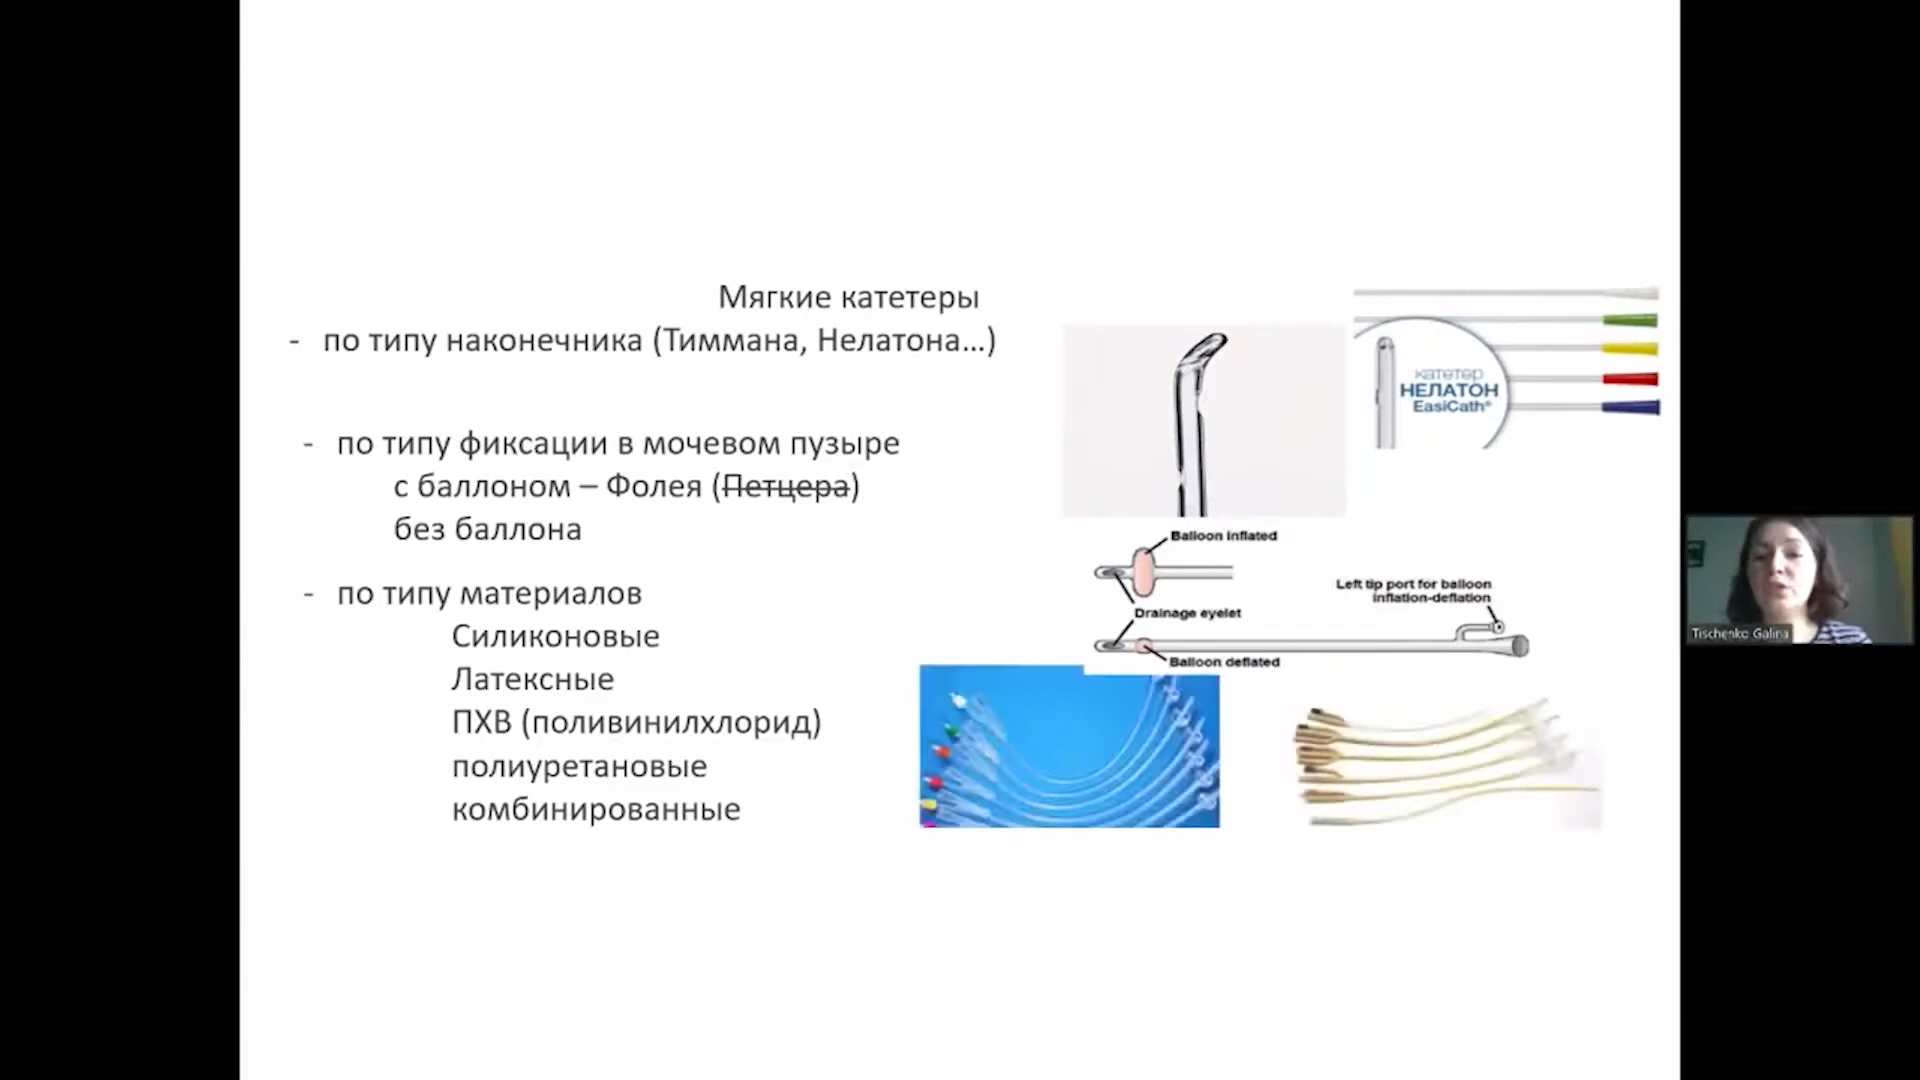 Мягкие катетеры
- по типу наконечника (Тиммана, Нелатона...)
- по типу фиксации в мочевом пузыре
с баллоном – Фолея (Петцера)
без баллона
- по типу материалов
Силиконовые
Латексные
ПХВ (поливинилхлорид)
полиуретановые
комбинированные
катетер
НЕЛАТОН
EasiCath®
Balloon inflated
Drainage eyelet
Left tip port for balloon
inflation-deflation
Balloon deflated
Tischenko Galina